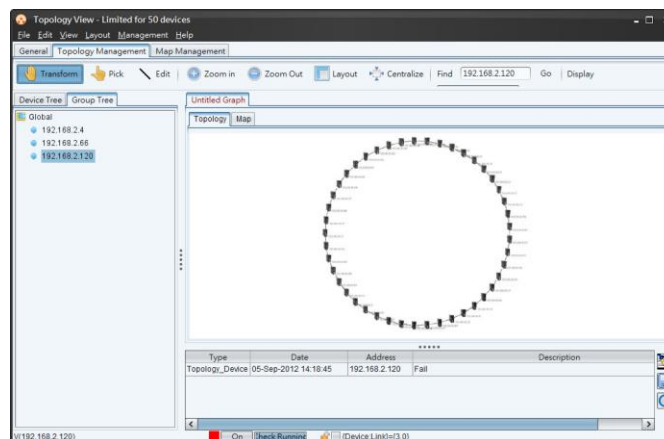 Topology View - Limited for 50 devices
File Edit View Layout Management Help
General Topology Management Map Management
Transform Pick Edit Zoom in Zoom Out Layout Centralize Find 192.168.2.120 Go Display
Device Tree Group Tree
Untitled Graph
Global
Topology Map
192.168.2.4
192.168.2.66
192.168.2.120
Type Date Address Description
Topology_Device 05-Sep-2012 14:18:45 192.168.2.120 Fail
V(192.168.2.120) On Check Running (Device:Link)=(3,0)